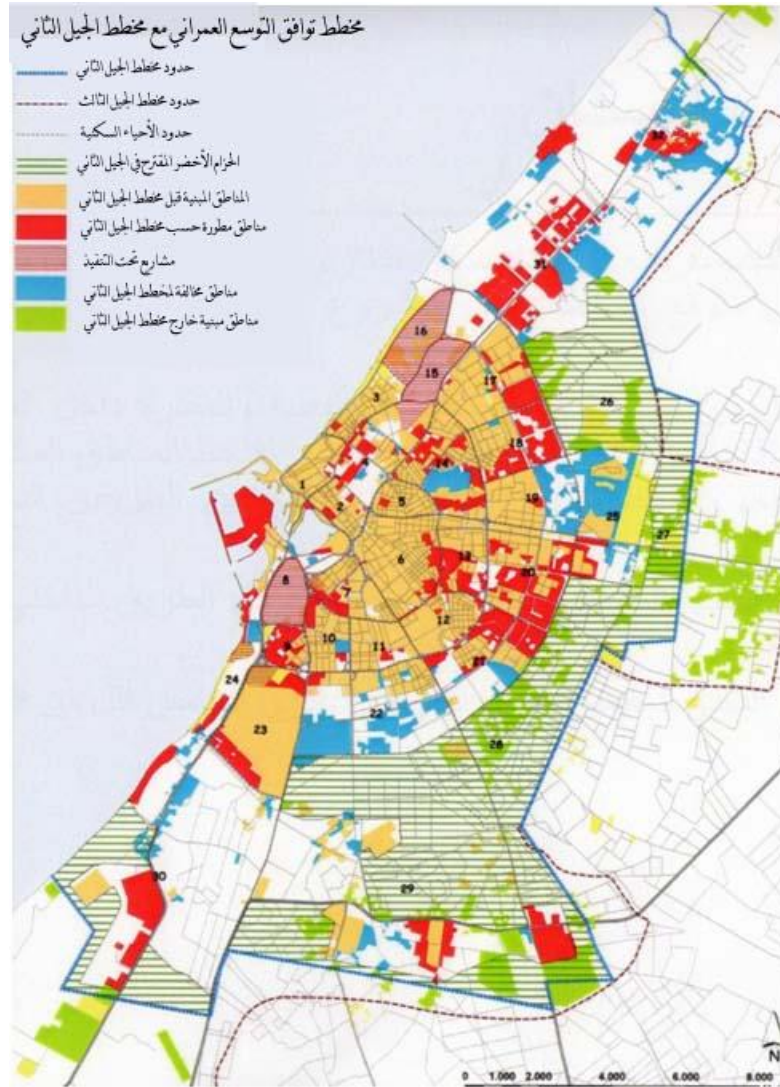 مخطط توافق التوسع العمراني مع مخطط الجيل الثاني
حدود مخطط الجيل الثاني
حدود مخطط الجيل الثالث
حدود الأحياء السكنية
الحزام الأخضر المقترح في الجيل الثاني
المناطق المبنية قبل مخطط الجيل الثاني
مناطق مطورة حسب مخطط الجيل الثاني
مشاريع تحت التنفيذ
مناطق مخالفة لمخطط الجيل الثاني
مناطق مبنية خارج مخطط الجيل الثاني
32
31
16
15
17
26
3
4
14
18
1
2
5
19
25
27
6
13
20
8
7
12
9
10
11
21
24
23
22
28
30
29
N
0 1.000 2.000 4.000 6.000 8.000